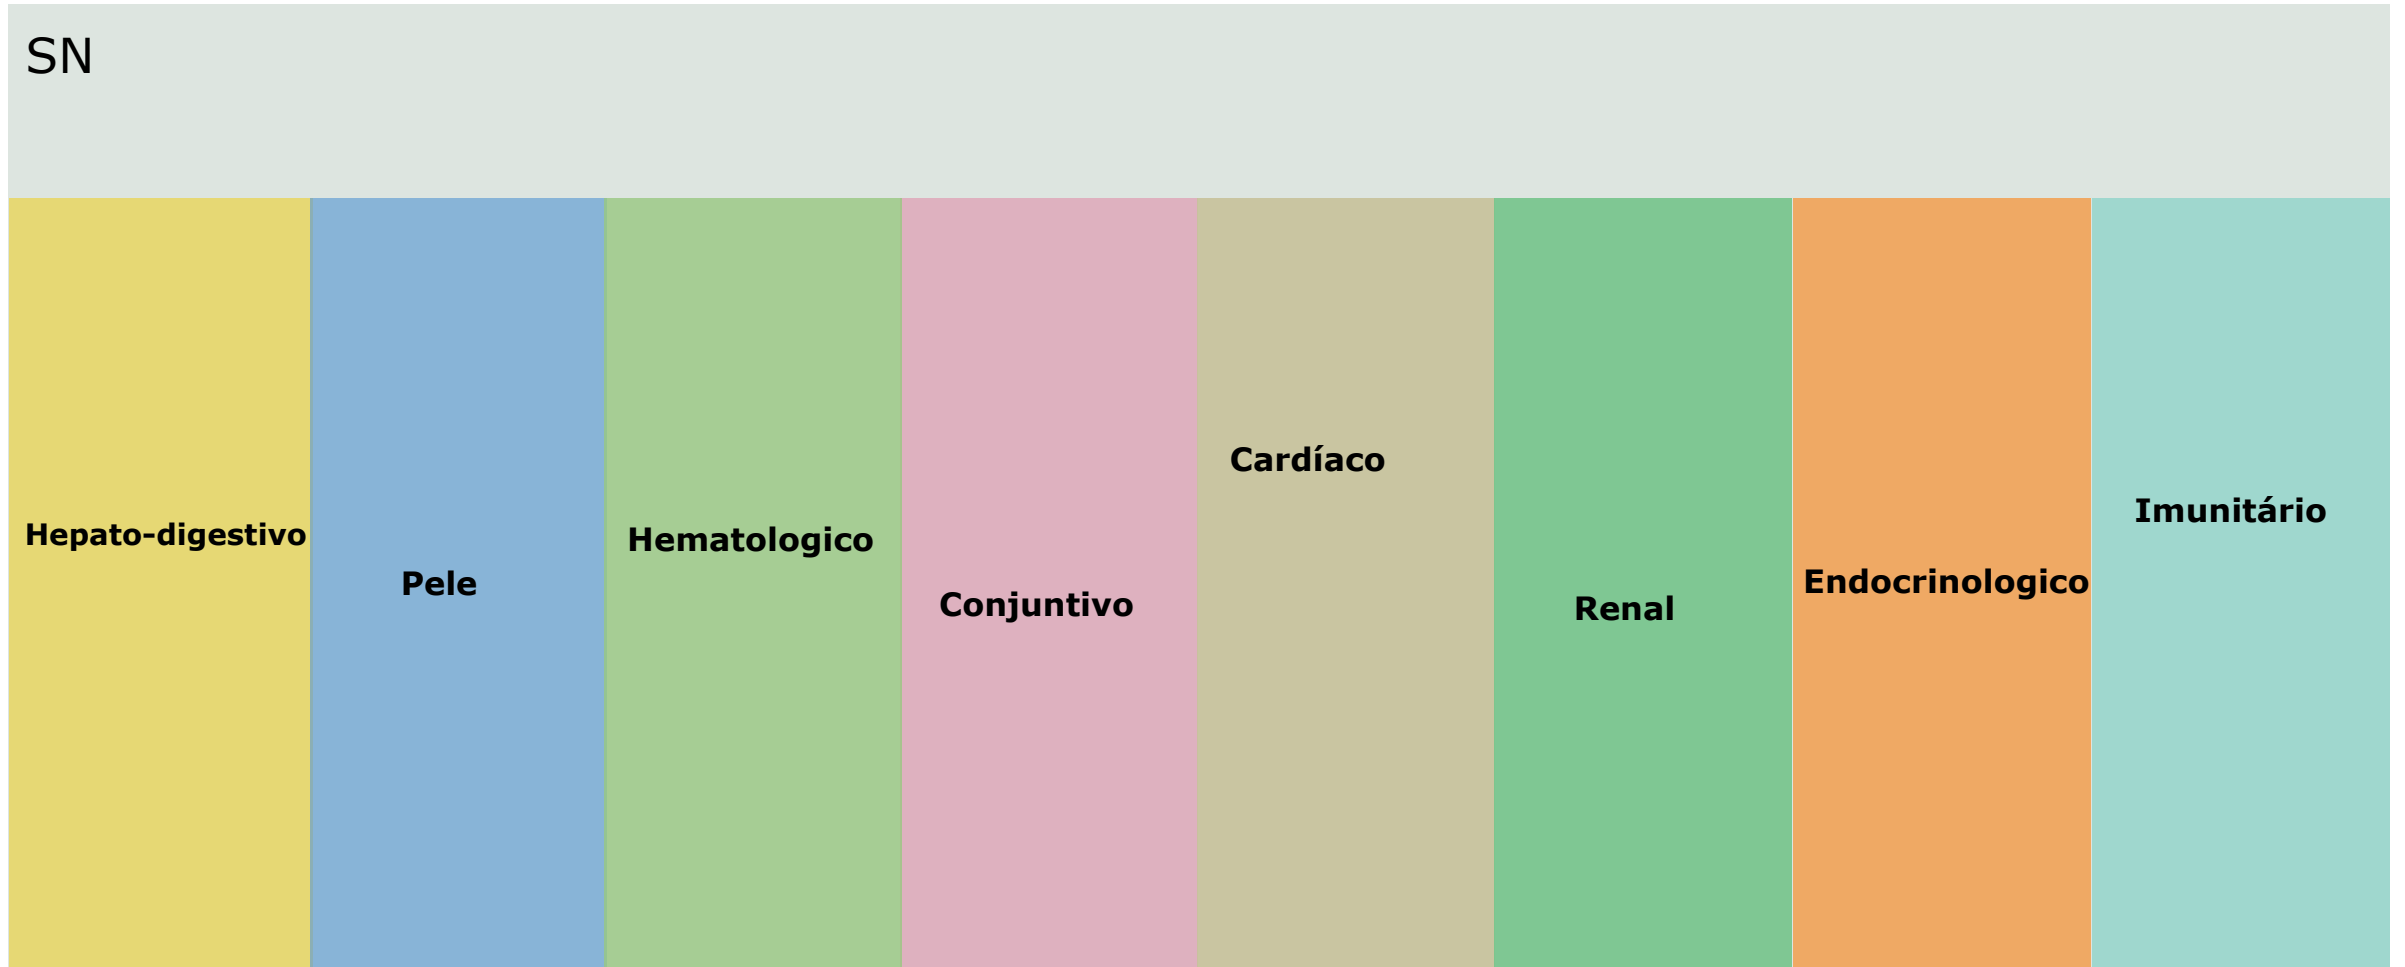 SN
Hepato-digestivo
Pele
Hematologico
Conjuntivo
Cardíaco
Renal
Endocrinologico
Imunitário